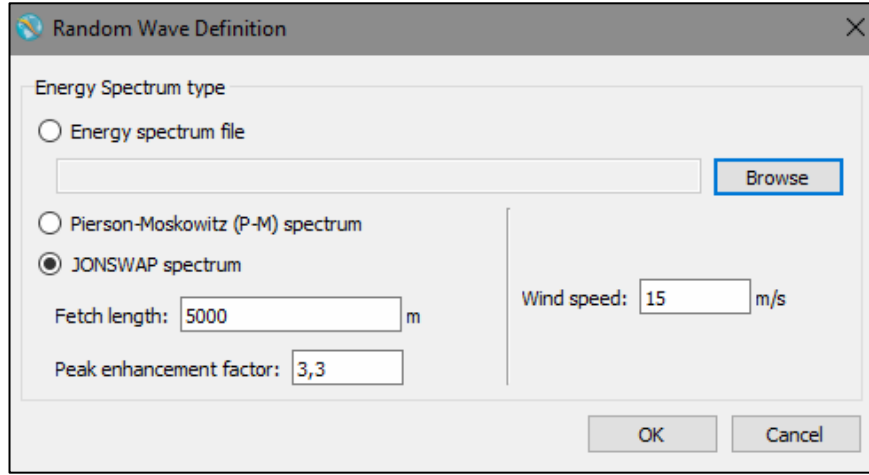 Random Wave Definition
Energy Spectrum type
Energy spectrum file
Browse
Pierson-Moskowitz (P-M) spectrum
JONSWAP spectrum
Fetch length: 5000 m
Peak enhancement factor: 3,3
Wind speed: 15 m/s
OK Cancel